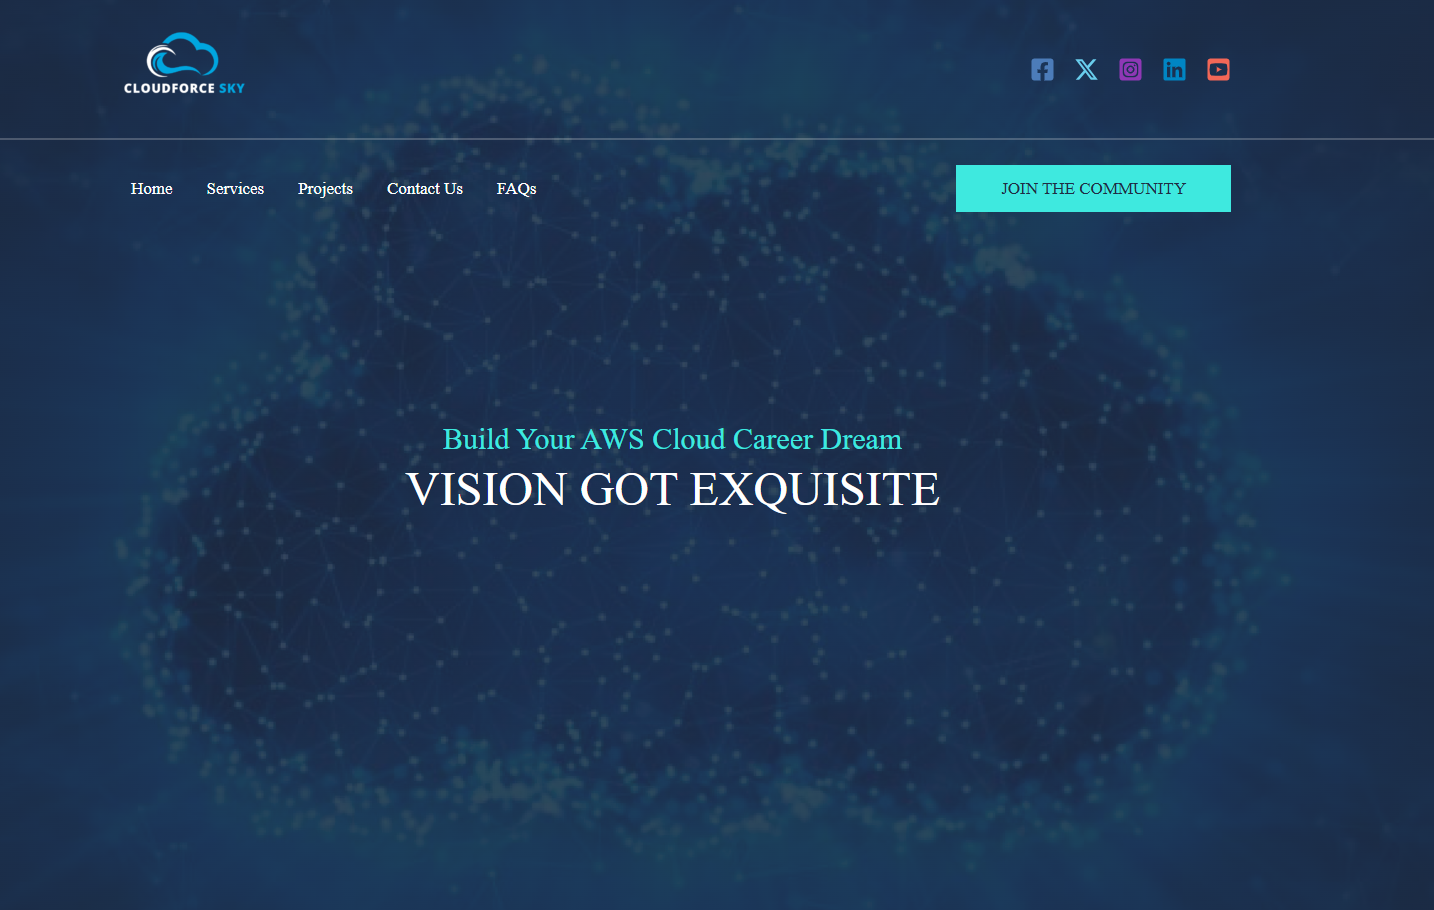 CLOUDFORCE SKY
Home Services Projects Contact Us FAQs
JOIN THE COMMUNITY
Build Your AWS Cloud Career Dream
VISION GOT EXQUISITE